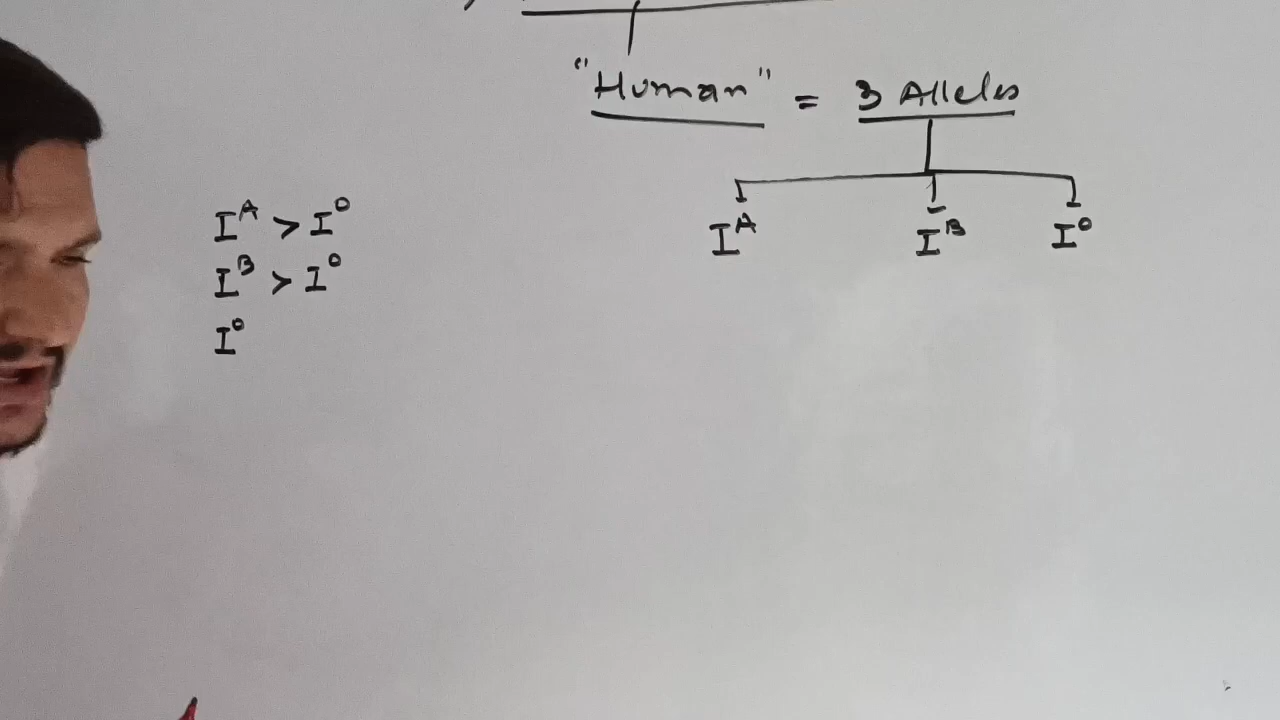 "Human" = 3 Alleles
I^A I^B I^O
I^A > I^O
I^B > I^O
I^O